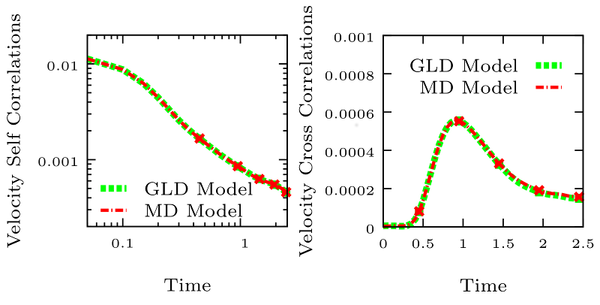 Velocity Self Correlations
0.01
0.001
GLD Model
MD Model
0.1
1
Time
Velocity Cross Correlations
0.001
0.0008
0.0006
0.0004
0.0002
0
GLD Model
MD Model
0
0.5
1
1.5
2
2.5
Time